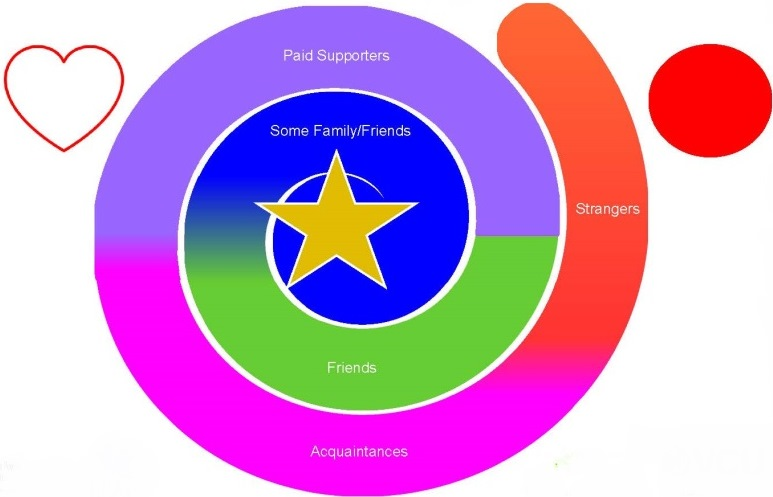 Paid Supporters
Some Family/Friends
Strangers
Friends
Acquaintances